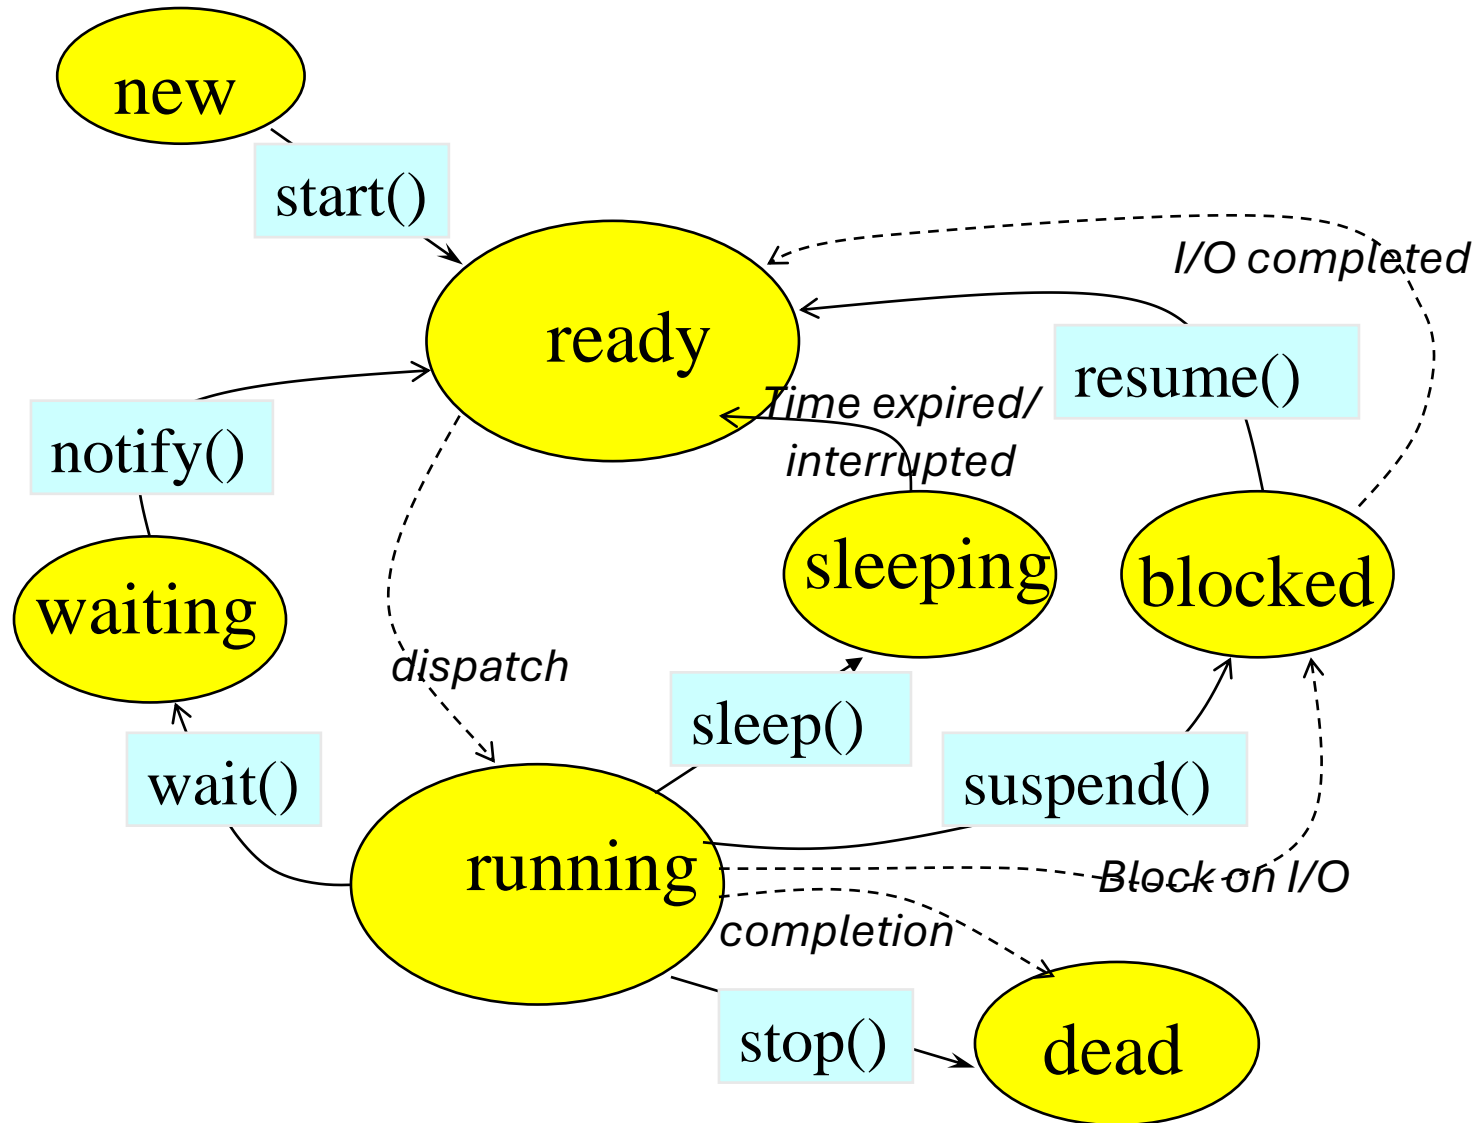 new
start()
I/O completed
ready
resume()
Time expired/
interrupted
notify()
sleeping
blocked
waiting
dispatch
sleep()
wait()
suspend()
running
Block on I/O
completion
stop()
dead